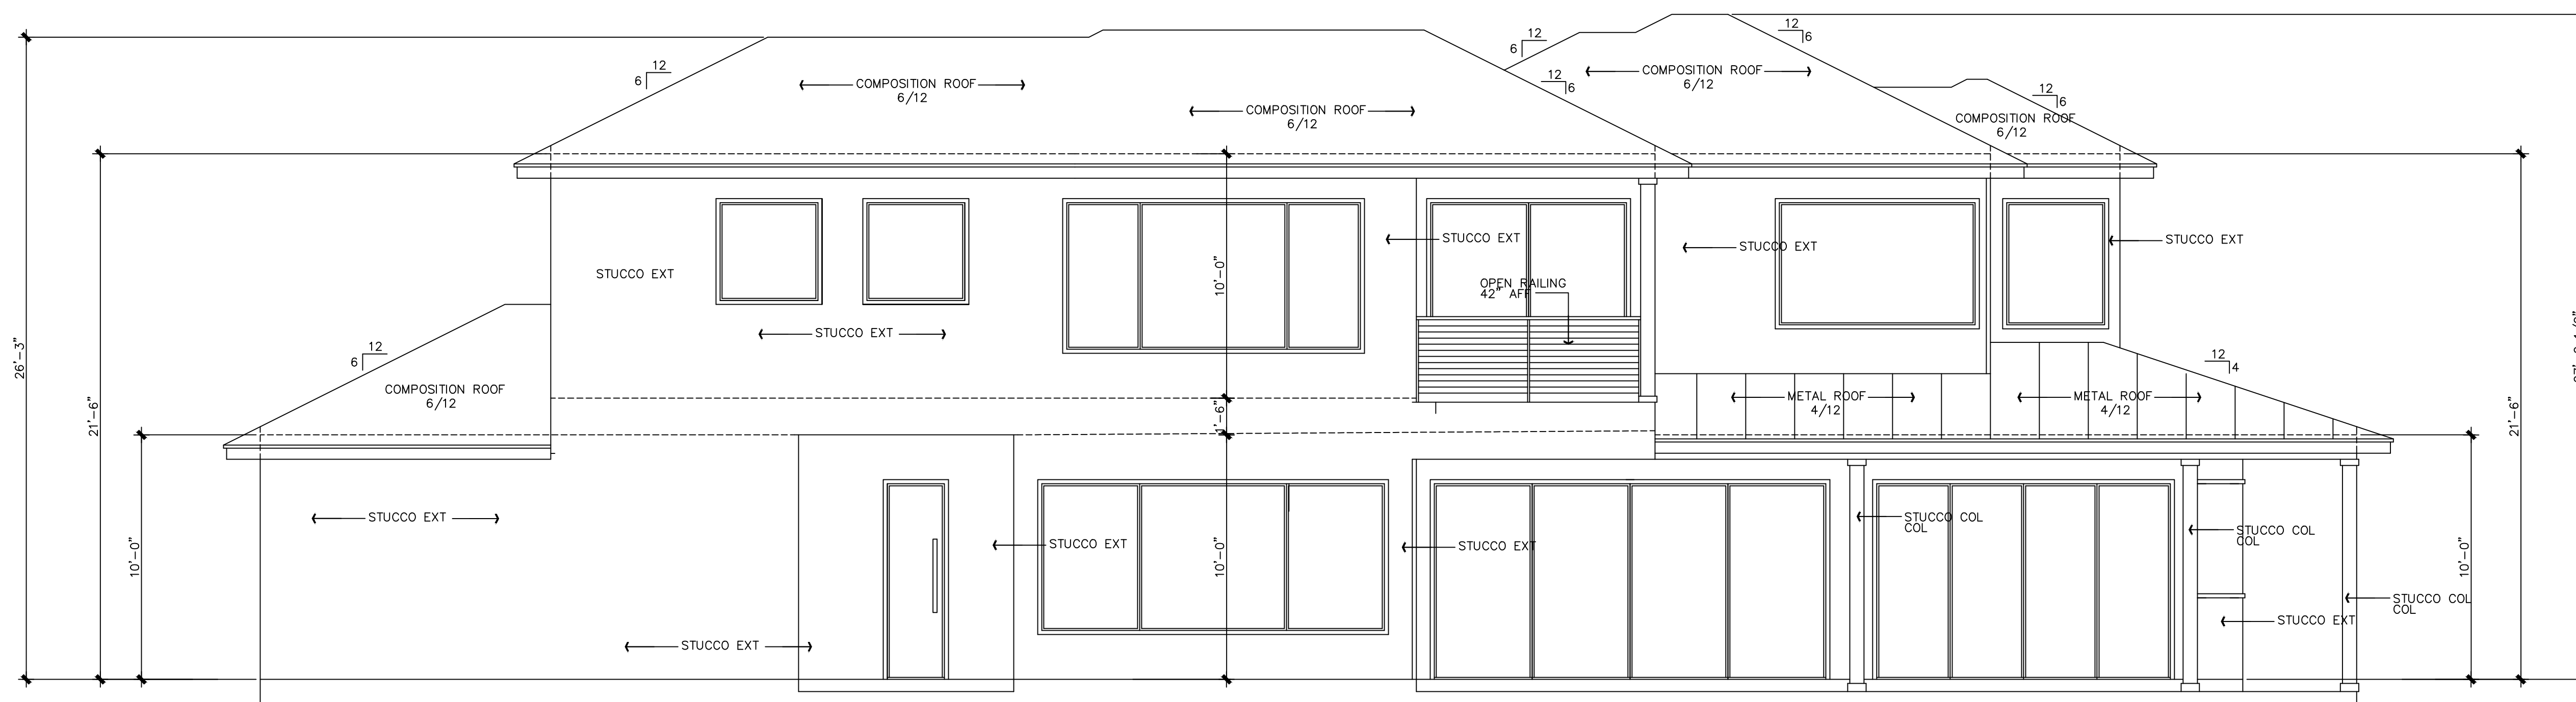 12
6
12
6
12
6
COMPOSITION ROOF
6/12
COMPOSITION ROOF
6/12
12
6
12
6
12
6
COMPOSITION ROOF
6/12
COMPOSITION ROOF
6/12
STUCCO EXT
STUCCO EXT
STUCCO EXT
STUCCO EXT
STUCCO EXT
OPEN RAILING
42" AFF
10'-0"
26'-3"
21'-6"
12
6
COMPOSITION ROOF
6/12
1'-6"
12
4
METAL ROOF
4/12
METAL ROOF
4/12
21'-6"
10'-0"
STUCCO EXT
STUCCO EXT
10'-0"
STUCCO EXT
STUCCO EXT
STUCCO COL
COL
STUCCO COL
COL
10'-0"
STUCCO COL
COL
STUCCO EXT